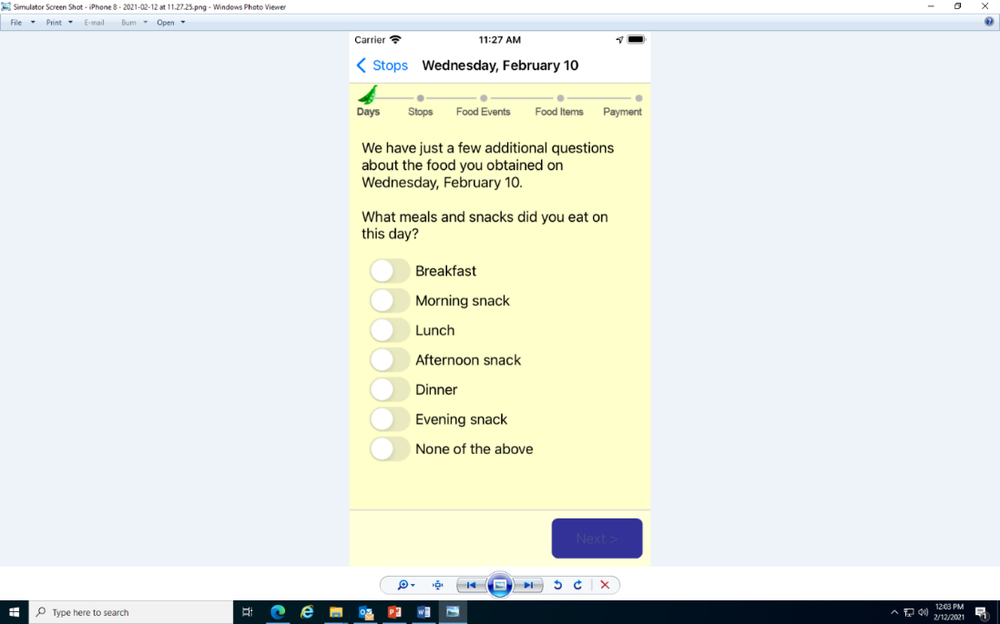 Simulator Screen Shot - iPhone 8 - 2021-02-12 at 11.27.25.png - Windows Photo Viewer
File Print E-mail Burn Open
Carrier 11:27 AM
Stops Wednesday, February 10
Days Stops Food Events Food Items Payment
We have just a few additional questions
about the food you obtained on
Wednesday, February 10.
What meals and snacks did you eat on
this day?
Breakfast
Morning snack
Lunch
Afternoon snack
Dinner
Evening snack
None of the above
Next >
Type here to search
12:03 PM
2/12/2021
1